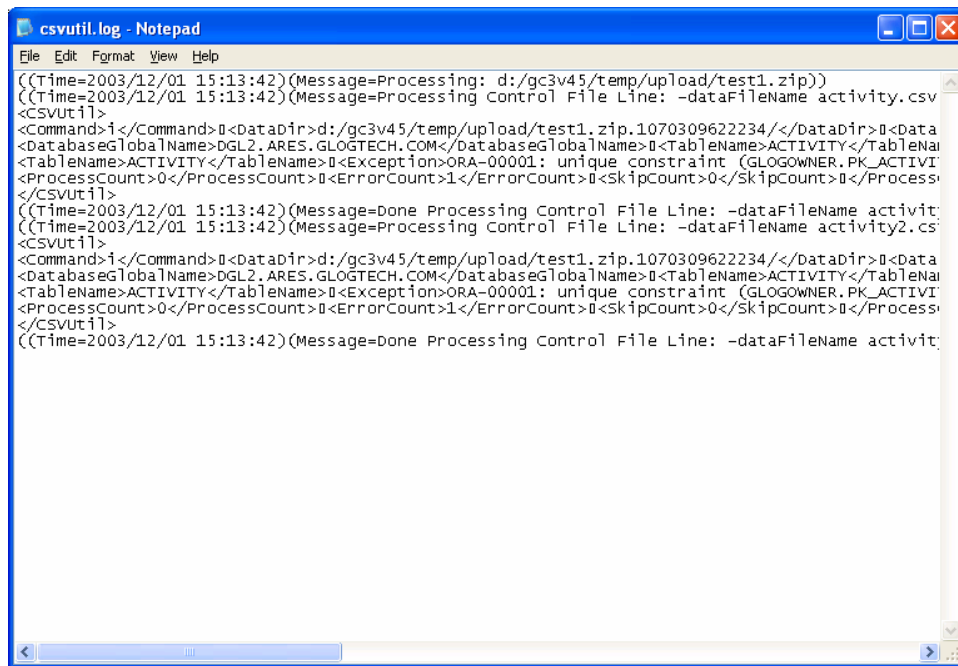 csvutil.log - Notepad
File Edit Format View Help
((Time=2003/12/01 15:13:42)(Message=Processing: d:/gc3v45/temp/upload/test1.zip))
((Time=2003/12/01 15:13:42)(Message=Processing Control File Line: -dataFileName activity.csv
<CSVUtil>
<Command>i</Command>▯<DataDir>d:/gc3v45/temp/upload/test1.zip.1070309622234/</DataDir>▯<Data
<DatabaseGlobalName>DGL2.ARES.GLOGTECH.COM</DatabaseGlobalName>▯<TableName>ACTIVITY</TableNa
<TableName>ACTIVITY</TableName>▯<Exception>ORA-00001: unique constraint (GLOGOWNER.PK_ACTIVI
<ProcessCount>0</ProcessCount>▯<ErrorCount>1</ErrorCount>▯<SkipCount>0</SkipCount>▯</Process
</CSVUtil>
((Time=2003/12/01 15:13:42)(Message=Done Processing Control File Line: -dataFileName activit
((Time=2003/12/01 15:13:42)(Message=Processing Control File Line: -dataFileName activity2.cs
<CSVUtil>
<Command>i</Command>▯<DataDir>d:/gc3v45/temp/upload/test1.zip.1070309622234/</DataDir>▯<Data
<DatabaseGlobalName>DGL2.ARES.GLOGTECH.COM</DatabaseGlobalName>▯<TableName>ACTIVITY</TableNa
<TableName>ACTIVITY</TableName>▯<Exception>ORA-00001: unique constraint (GLOGOWNER.PK_ACTIVI
<ProcessCount>0</ProcessCount>▯<ErrorCount>1</ErrorCount>▯<SkipCount>0</SkipCount>▯</Process
</CSVUtil>
((Time=2003/12/01 15:13:42)(Message=Done Processing Control File Line: -dataFileName activit